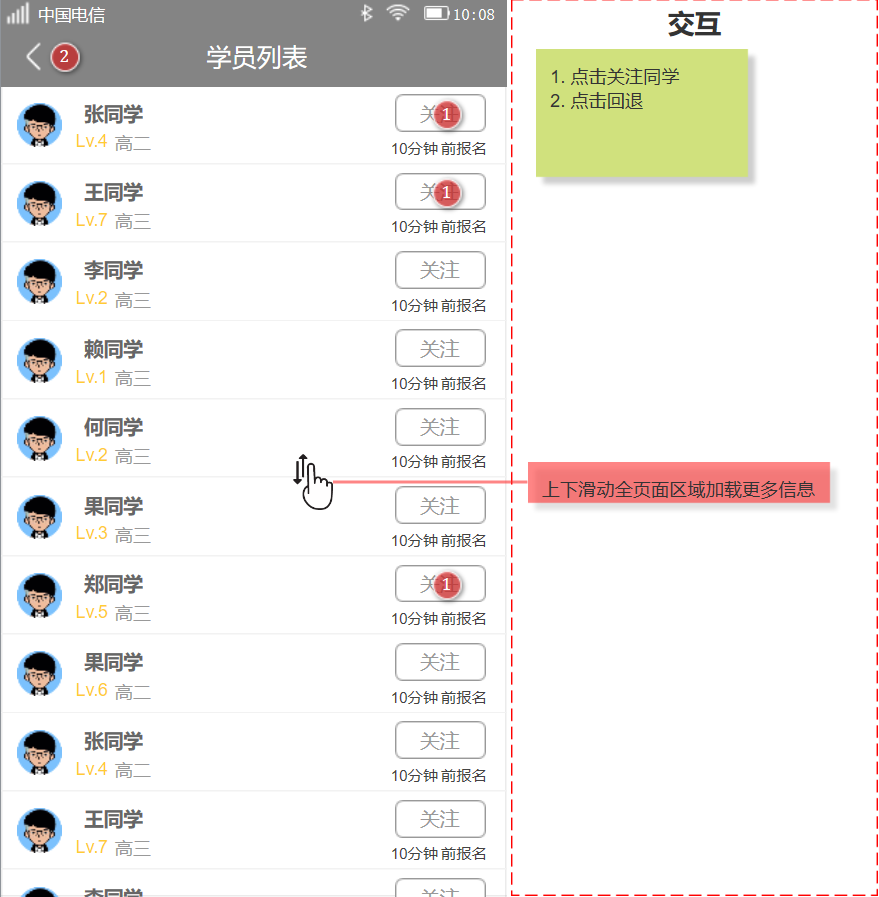 中国电信 10:08
2 学员列表
张同学
关注 1
Lv.4 高二
10分钟前报名
王同学
关注 1
Lv.7 高三
10分钟前报名
李同学
关注
Lv.2 高三
10分钟前报名
赖同学
关注
Lv.1 高三
10分钟前报名
何同学
关注
Lv.2 高三
10分钟前报名
果同学
关注
Lv.3 高三
10分钟前报名
郑同学
关注 1
Lv.5 高三
10分钟前报名
果同学
关注
Lv.6 高二
10分钟前报名
张同学
关注
Lv.4 高二
10分钟前报名
王同学
关注
Lv.7 高三
10分钟前报名
李同学
关注
交互
1. 点击关注同学
2. 点击回退
上下滑动全页面区域加载更多信息